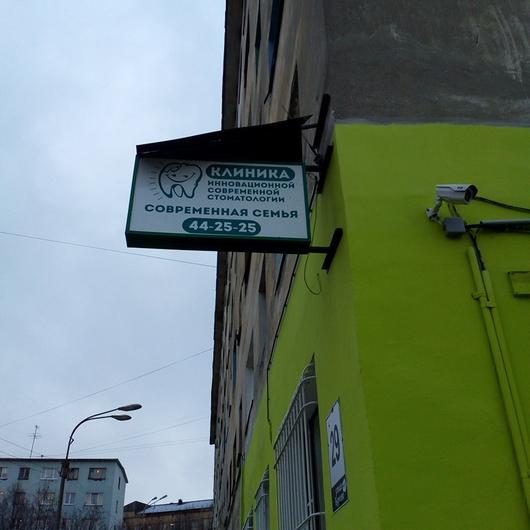 КЛИНИКА
ИННОВАЦИОННОЙ
СОВРЕМЕННОЙ
СТОМАТОЛОГИИ
СОВРЕМЕННАЯ СЕМЬЯ
44-25-25
29